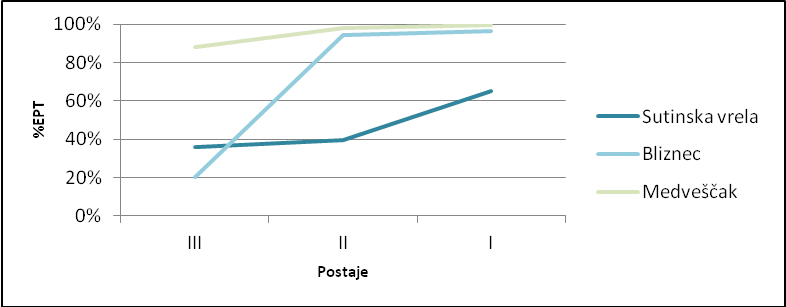 100%
80%
60%
40%
20%
0%
%EPT
III
II
I
Postaje
Sutinska vrela
Bliznec
Medveščak